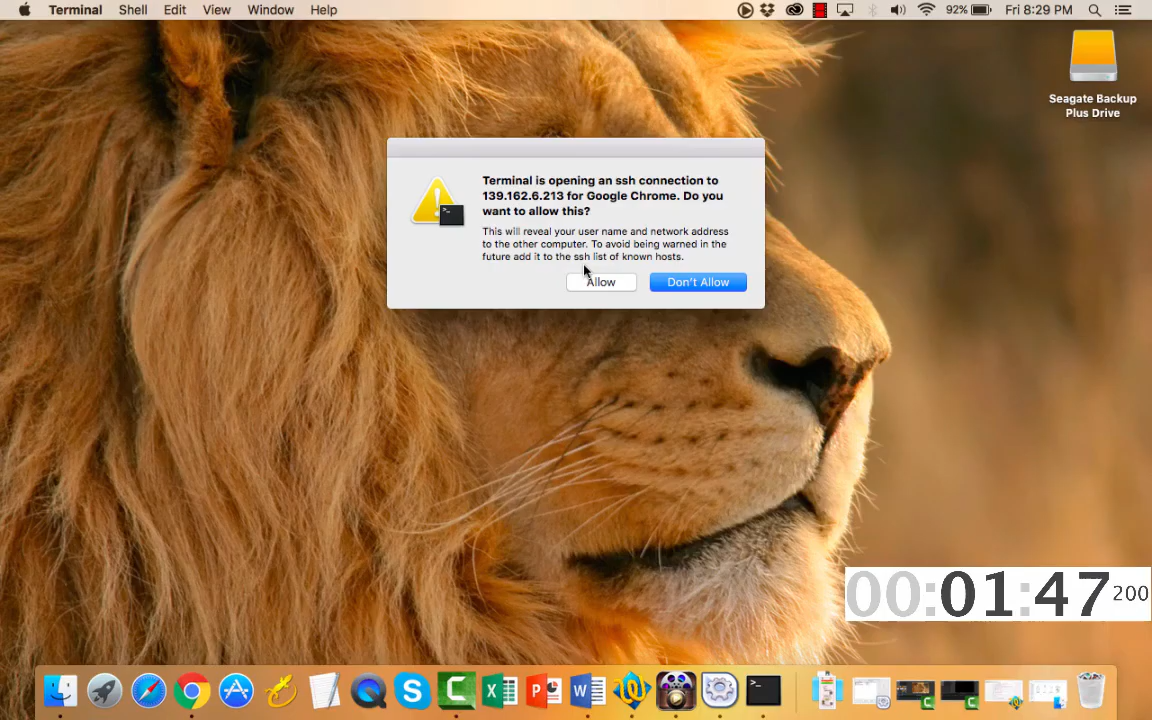 Terminal Shell Edit View Window Help
92% Fri 8:29 PM
Seagate Backup
Plus Drive
Terminal is opening an ssh connection to
139.162.6.213 for Google Chrome. Do you
want to allow this?
This will reveal your user name and network address
to the other computer. To avoid being warned in the
future add it to the ssh list of known hosts.
Allow
Don't Allow
00:01:47200